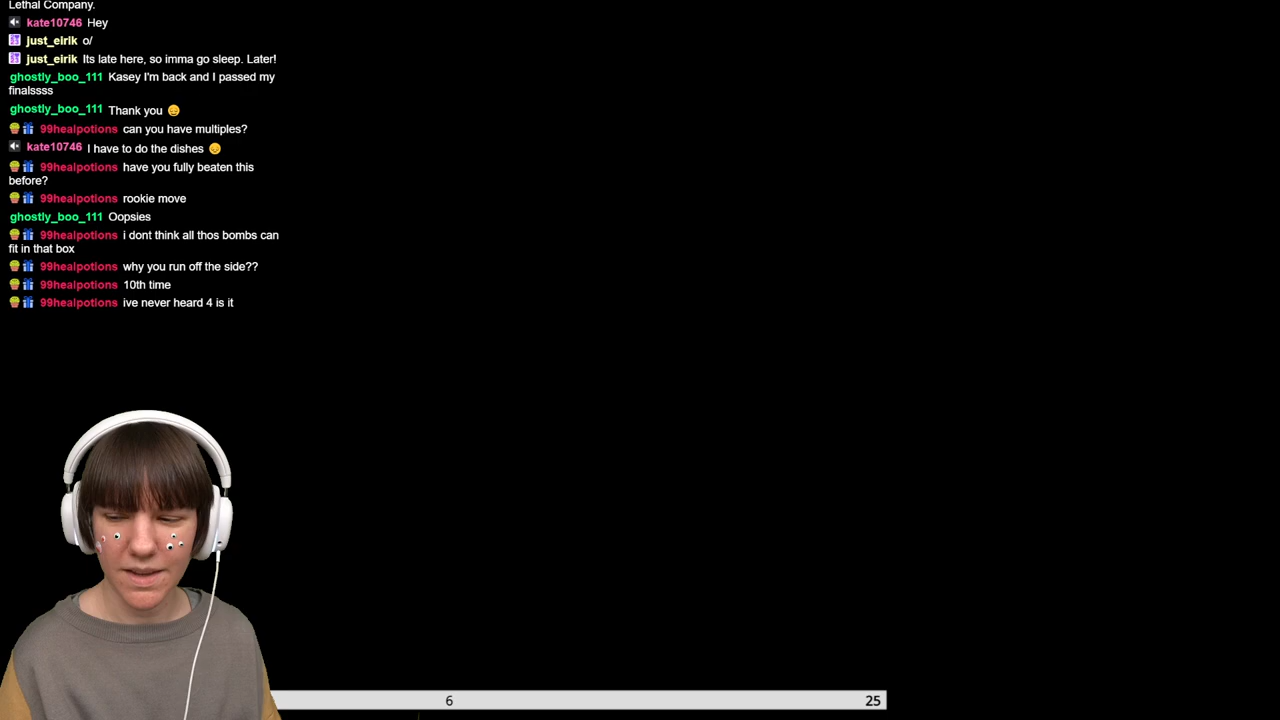 Lethal Company.
kate10746 Hey
just_eirik o/
just_eirik Its late here, so imma go sleep. Later!
ghostly_boo_111 Kasey I'm back and I passed my
finalssss
ghostly_boo_111 Thank you
99healpotions can you have multiples?
kate10746 I have to do the dishes
99healpotions have you fully beaten this
before?
99healpotions rookie move
ghostly_boo_111 Oopsies
99healpotions i dont think all thos bombs can
fit in that box
99healpotions why you run off the side??
99healpotions 10th time
99healpotions ive never heard 4 is it
6 25